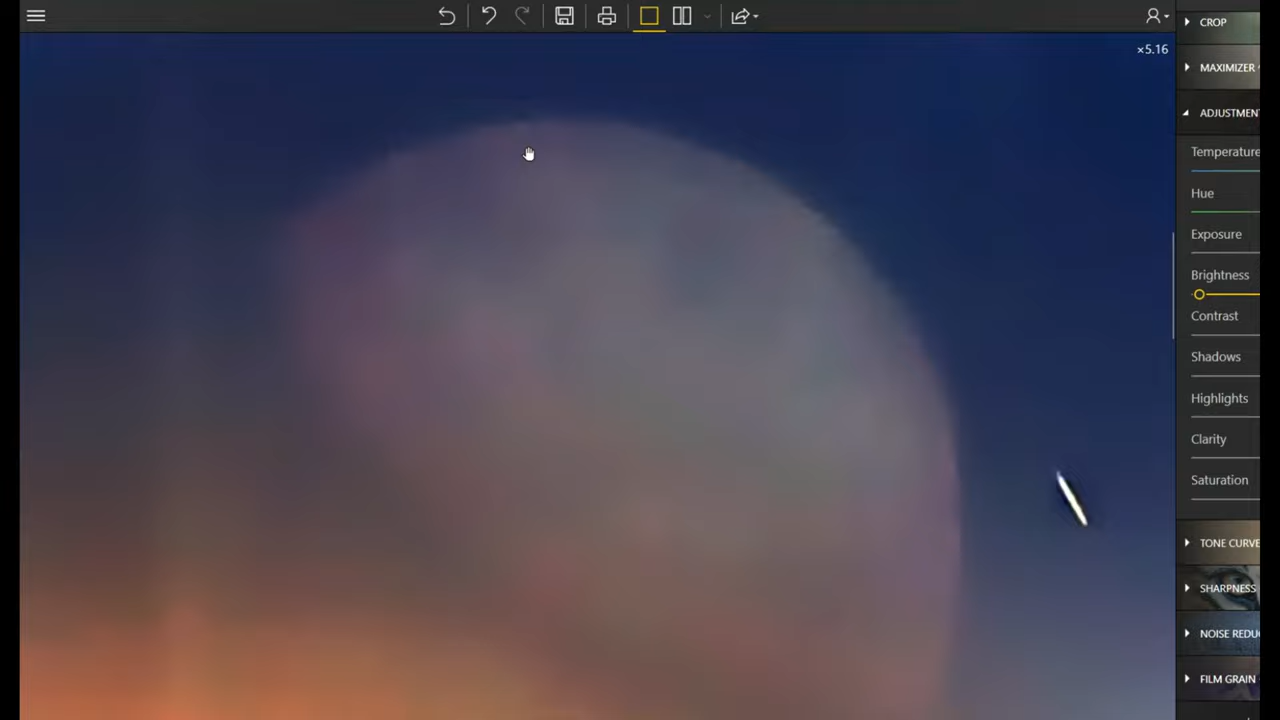 ×5.16
CROP
MAXIMIZER
ADJUSTMEN
Temperature
Hue
Exposure
Brightness
Contrast
Shadows
Highlights
Clarity
Saturation
TONE CURVE
SHARPNESS
NOISE REDU
FILM GRAIN